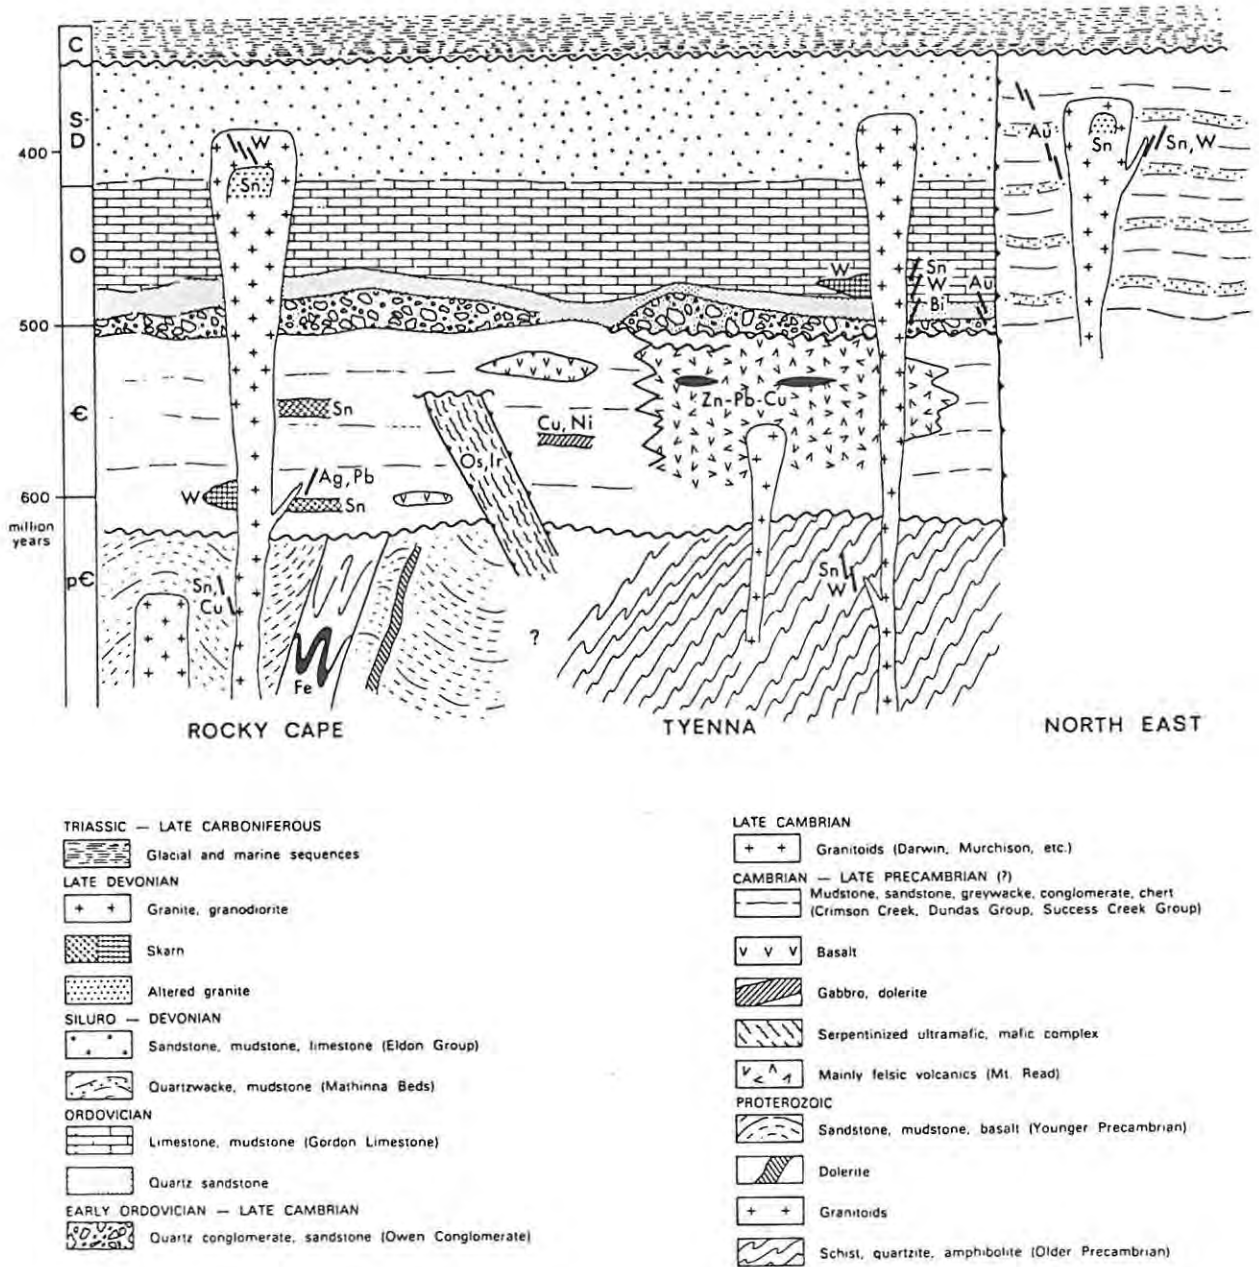 C
S-
D
400
O
500
Є
600
million
years
pЄ
W
Sn
Sn
W
Ag, Pb
Sn
Sn,
Cu
Fe
Os, Ir
Cu, Ni
?
Zn-Pb-Cu
W
Sn
W
Bi
Au
Sn
W
Au
Sn
Sn, W
ROCKY CAPE
TYENNA
NORTH EAST
TRIASSIC — LATE CARBONIFEROUS
Glacial and marine sequences
LATE DEVONIAN
Granite, granodiorite
Skarn
Altered granite
SILURO — DEVONIAN
Sandstone, mudstone, limestone (Eldon Group)
Quartzwacke, mudstone (Mathinna Beds)
ORDOVICIAN
Limestone, mudstone (Gordon Limestone)
Quartz sandstone
EARLY ORDOVICIAN — LATE CAMBRIAN
Quartz conglomerate, sandstone (Owen Conglomerate)
LATE CAMBRIAN
Granitoids (Darwin, Murchison, etc.)
CAMBRIAN — LATE PRECAMBRIAN (?)
Mudstone, sandstone, greywacke, conglomerate, chert
(Crimson Creek, Dundas Group, Success Creek Group)
Basalt
Gabbro, dolerite
Serpentinized ultramafic, mafic complex
Mainly felsic volcanics (Mt. Read)
PROTEROZOIC
Sandstone, mudstone, basalt (Younger Precambrian)
Dolerite
Granitoids
Schist, quartzite, amphibolite (Older Precambrian)